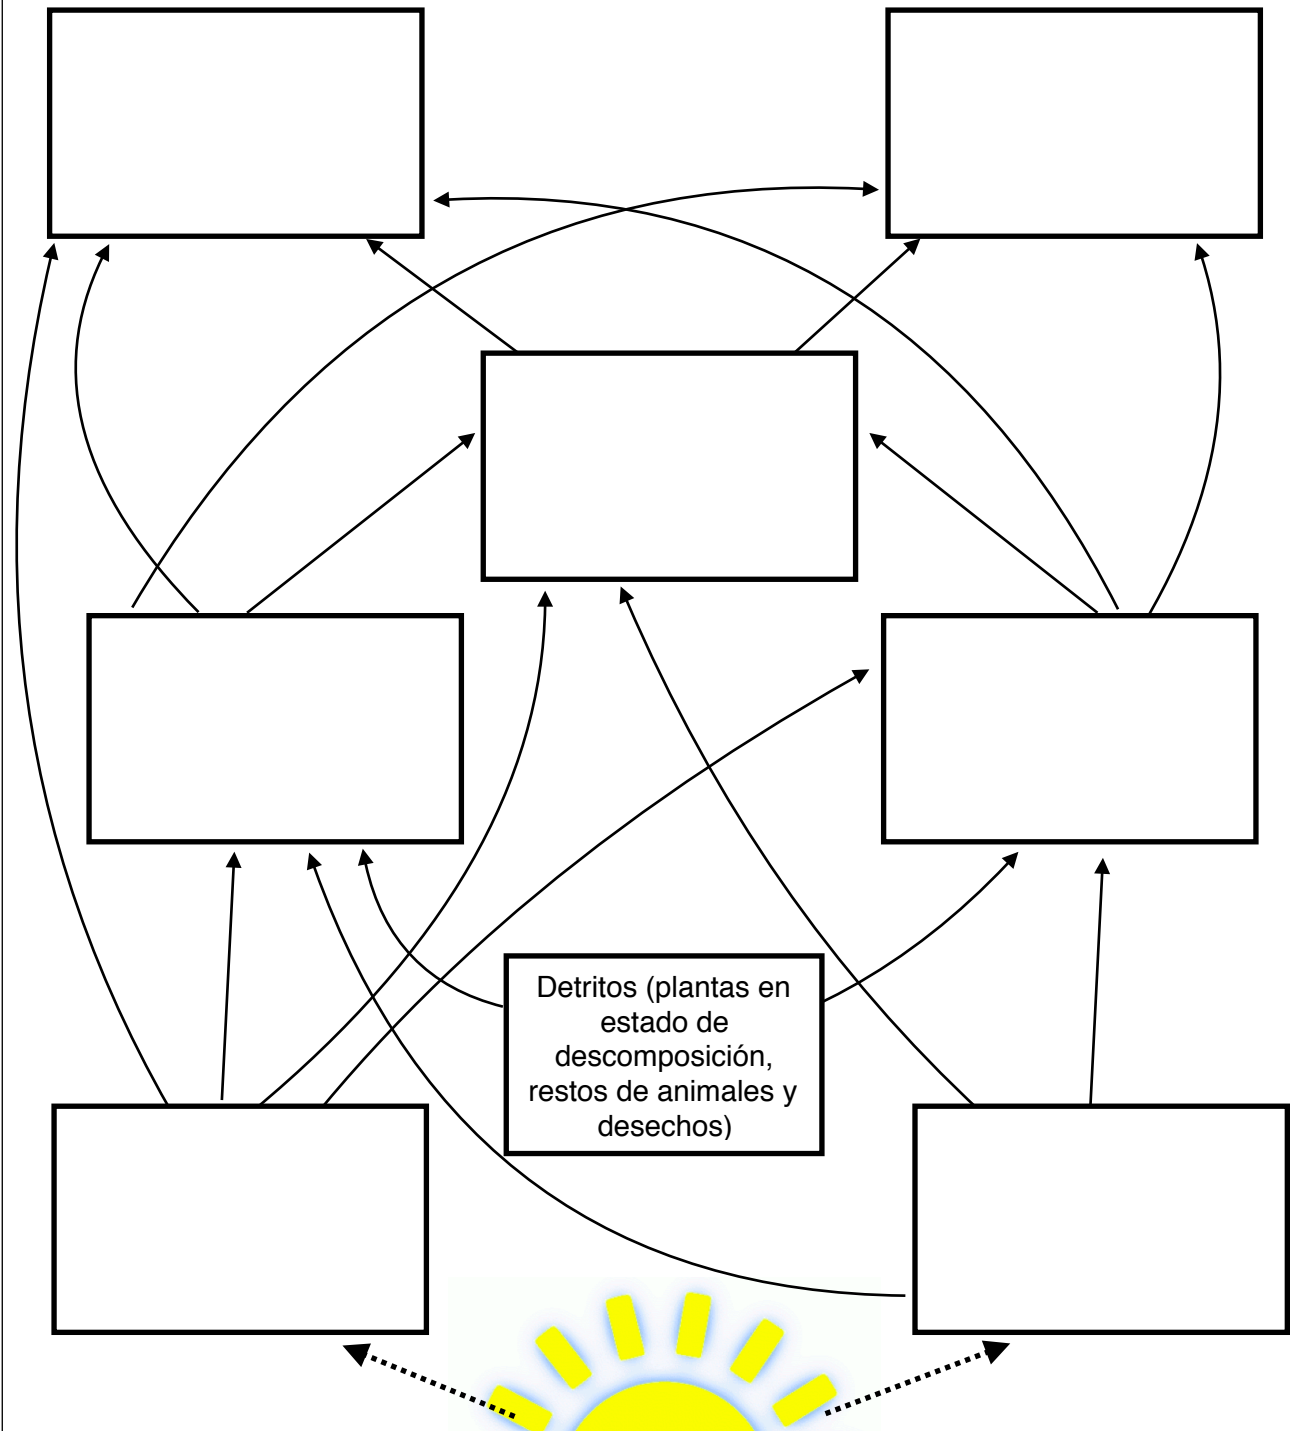 Detritos (plantas en
estado de
descomposición,
restos de animales y
desechos)